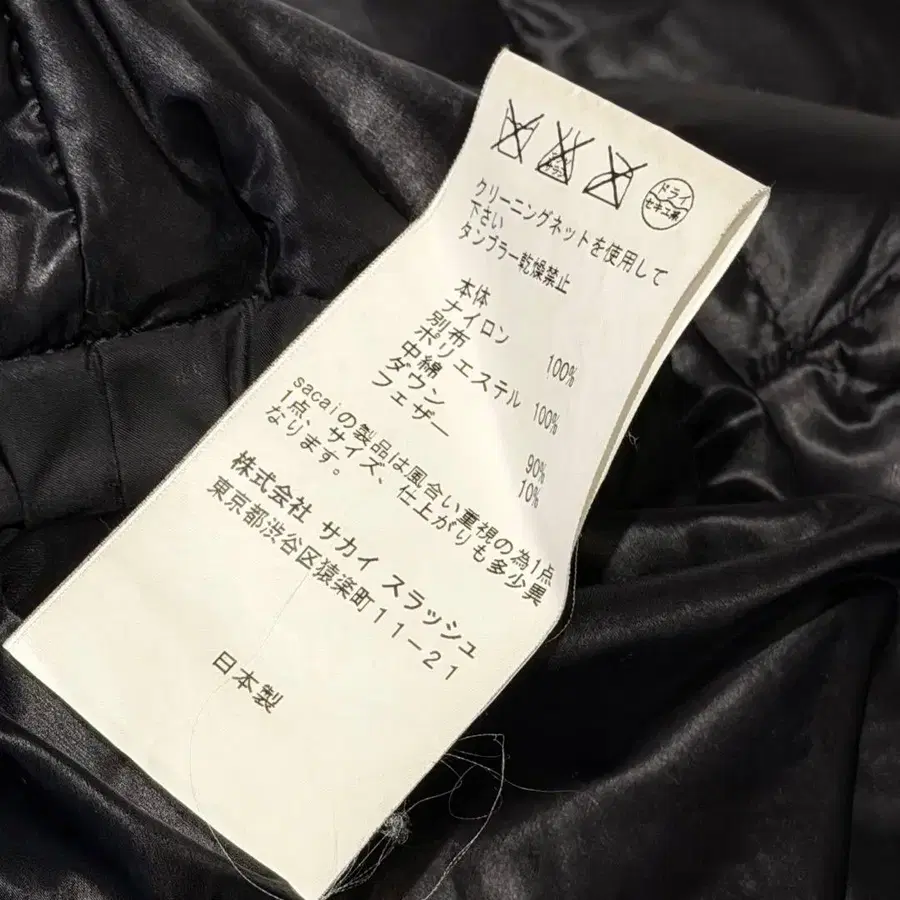 ドライ
セキユ系
クリーニングネットを使用して
下さい
タンブラー乾燥禁止
本体
ナイロン 100%
別布
ポリエステル 100%
中綿
ダウン 90%
フェザー 10%
sacaiの製品は風合い重視の為1点
1点サイズ、仕上がりも多少異
なります。
株式会社 サカイ スラッシュ
東京都渋谷区猿楽町11-21
日本製